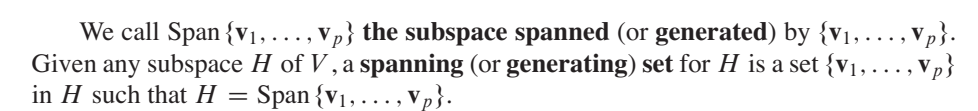 We call Span {v₁, . . . , vₚ} the subspace spanned (or generated) by {v₁, . . . , vₚ}.
Given any subspace H of V, a spanning (or generating) set for H is a set {v₁, . . . , vₚ}
in H such that H = Span {v₁, . . . , vₚ}.